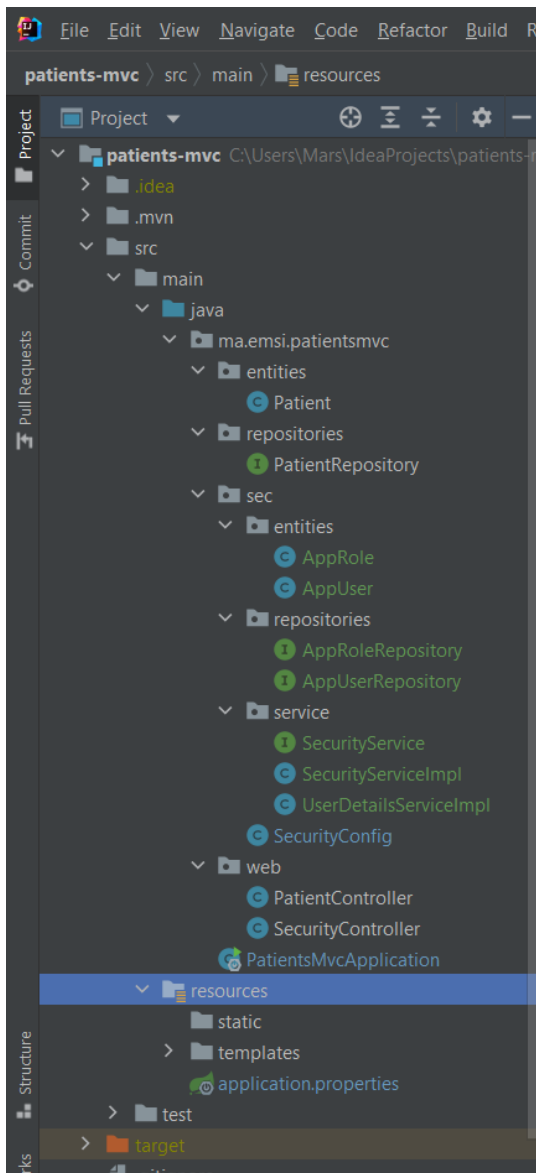 File Edit View Navigate Code Refactor Build
patients-mvc src main resources
Project
Project
patients-mvc C:\Users\Mars\IdeaProjects\patients-
.idea
.mvn
Commit
src
main
java
Pull Requests
ma.emsi.patientsmvc
entities
Patient
repositories
PatientRepository
sec
entities
AppRole
AppUser
repositories
AppRoleRepository
AppUserRepository
service
SecurityService
SecurityServiceImpl
UserDetailsServiceImpl
SecurityConfig
web
PatientController
SecurityController
PatientsMvcApplication
resources
static
Structure
templates
application.properties
test
target